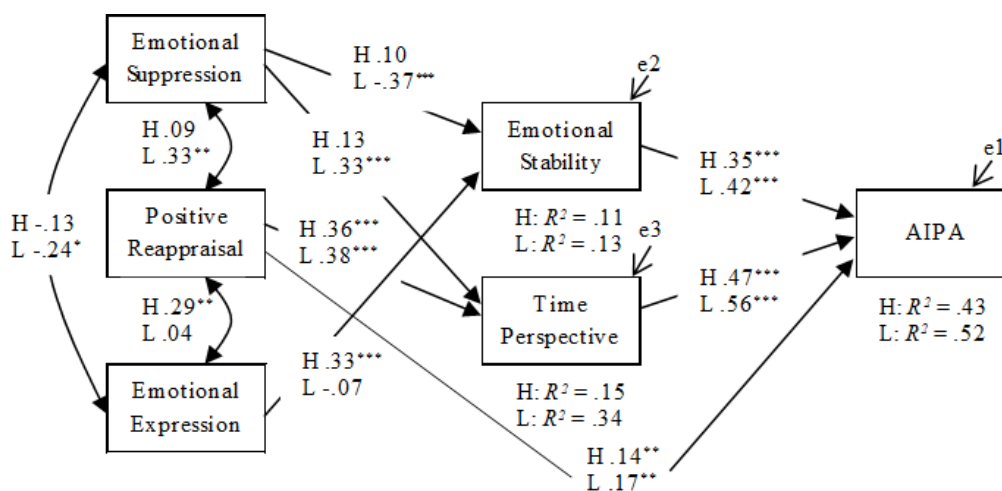 Emotional
Suppression
H .10
L -.37***
e2
H .09
L .33**
H .13
L .33***
Emotional
Stability
H .35***
L .42***
e1
H -.13
L -.24*
Positive
Reappraisal
H .36***
L .38***
H: R² = .11
L: R² = .13
e3
AIPA
H .29**
L .04
Time
Perspective
H .47***
L .56***
H: R² = .43
L: R² = .52
Emotional
Expression
H .33***
L -.07
H: R² = .15
L: R² = .34
H .14**
L .17**